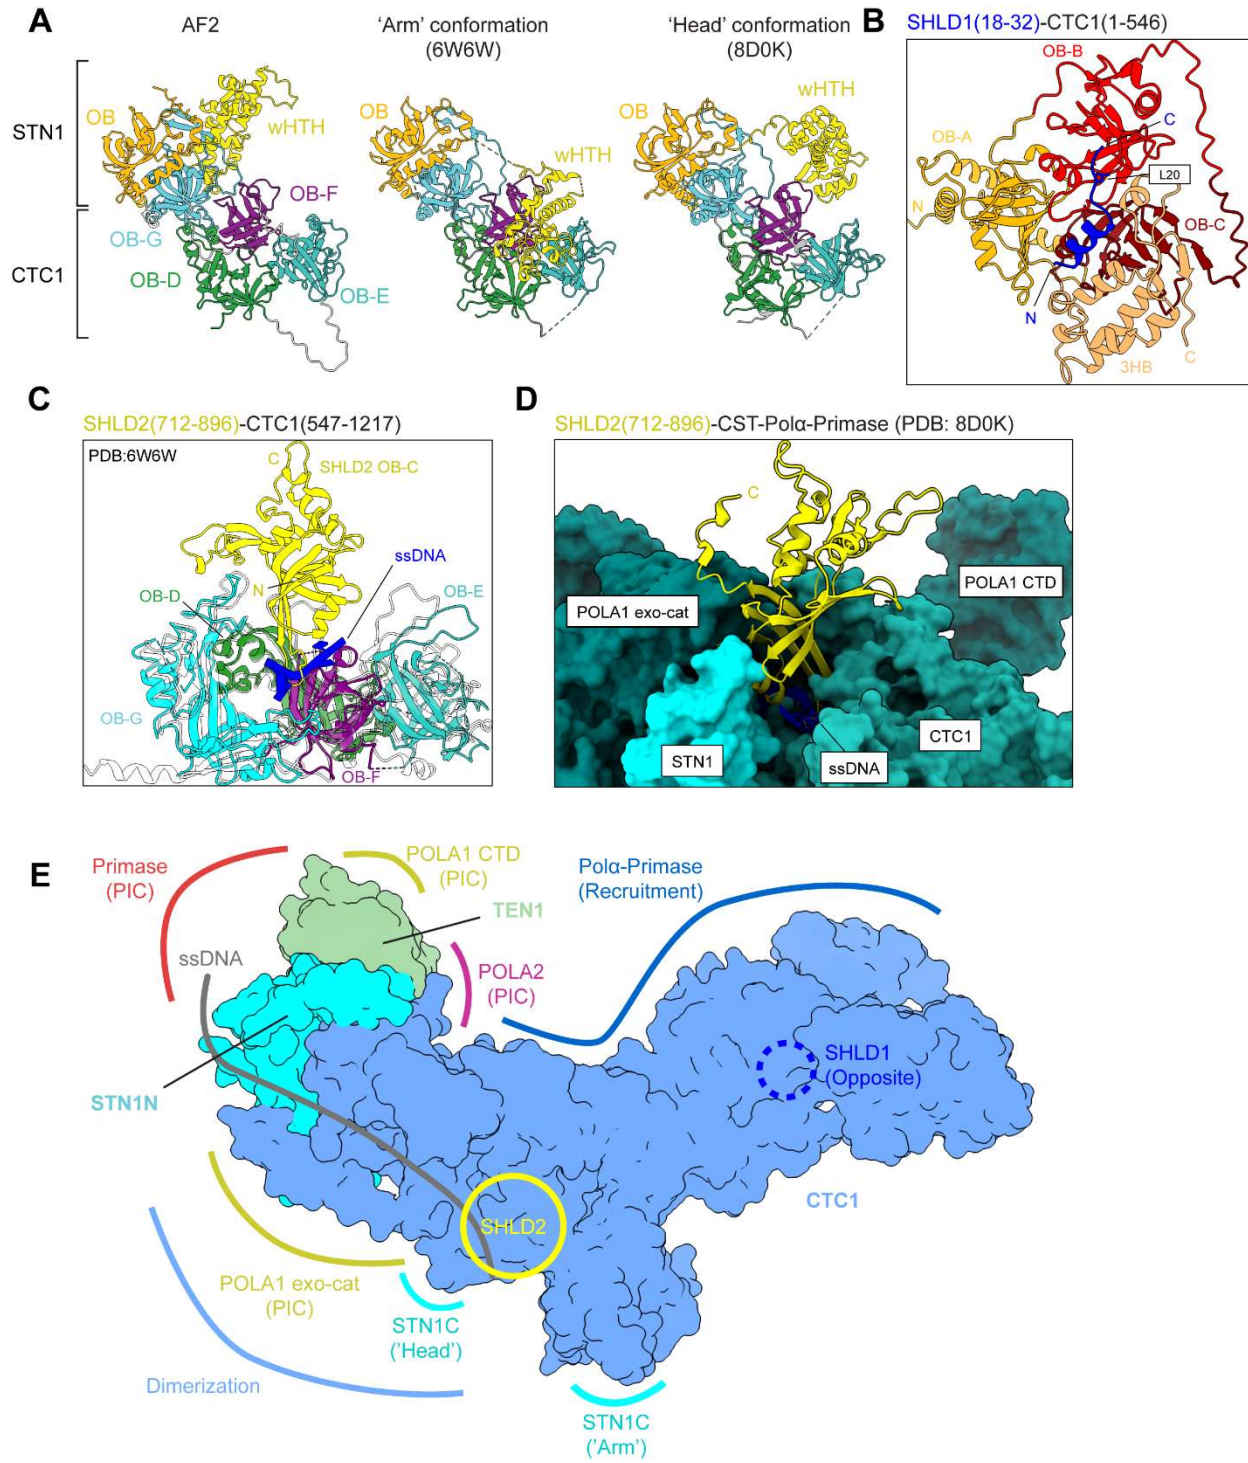 A
AF2
'Arm' conformation
(6W6W)
'Head' conformation
(8D0K)
STN1
CTC1
OB
wHTH
OB-F
OB-G
OB-D
OB-E
wHTH
wHTH
B
SHLD1(18-32)-CTC1(1-546)
OB-B
C
OB-A
L20
N
OB-C
N
3HB
C
C
SHLD2(712-896)-CTC1(547-1217)
PDB:6W6W
C
SHLD2 OB-C
ssDNA
N
OB-D
OB-E
OB-G
OB-F
D
SHLD2(712-896)-CST-Polα-Primase (PDB: 8D0K)
C
POLA1 CTD
POLA1 exo-cat
CTC1
STN1
ssDNA
E
Primase
(PIC)
POLA1 CTD
(PIC)
Polα-Primase
(Recruitment)
TEN1
ssDNA
POLA2
(PIC)
SHLD1
(Opposite)
STN1N
CTC1
SHLD2
POLA1 exo-cat
(PIC)
STN1C
('Head')
Dimerization
STN1C
('Arm')